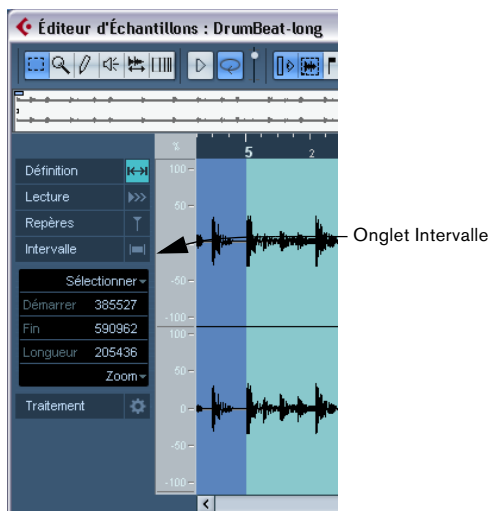 Éditeur d'Échantillons : DrumBeat-long
%
5
2
Définition
100
Lecture
50
Repères
Onglet Intervalle
Intervalle
Sélectionner
-50
Démarrer 385527
-100
Fin 590962
100
Longueur 205436
Zoom
50
Traitement
0
-50
-100